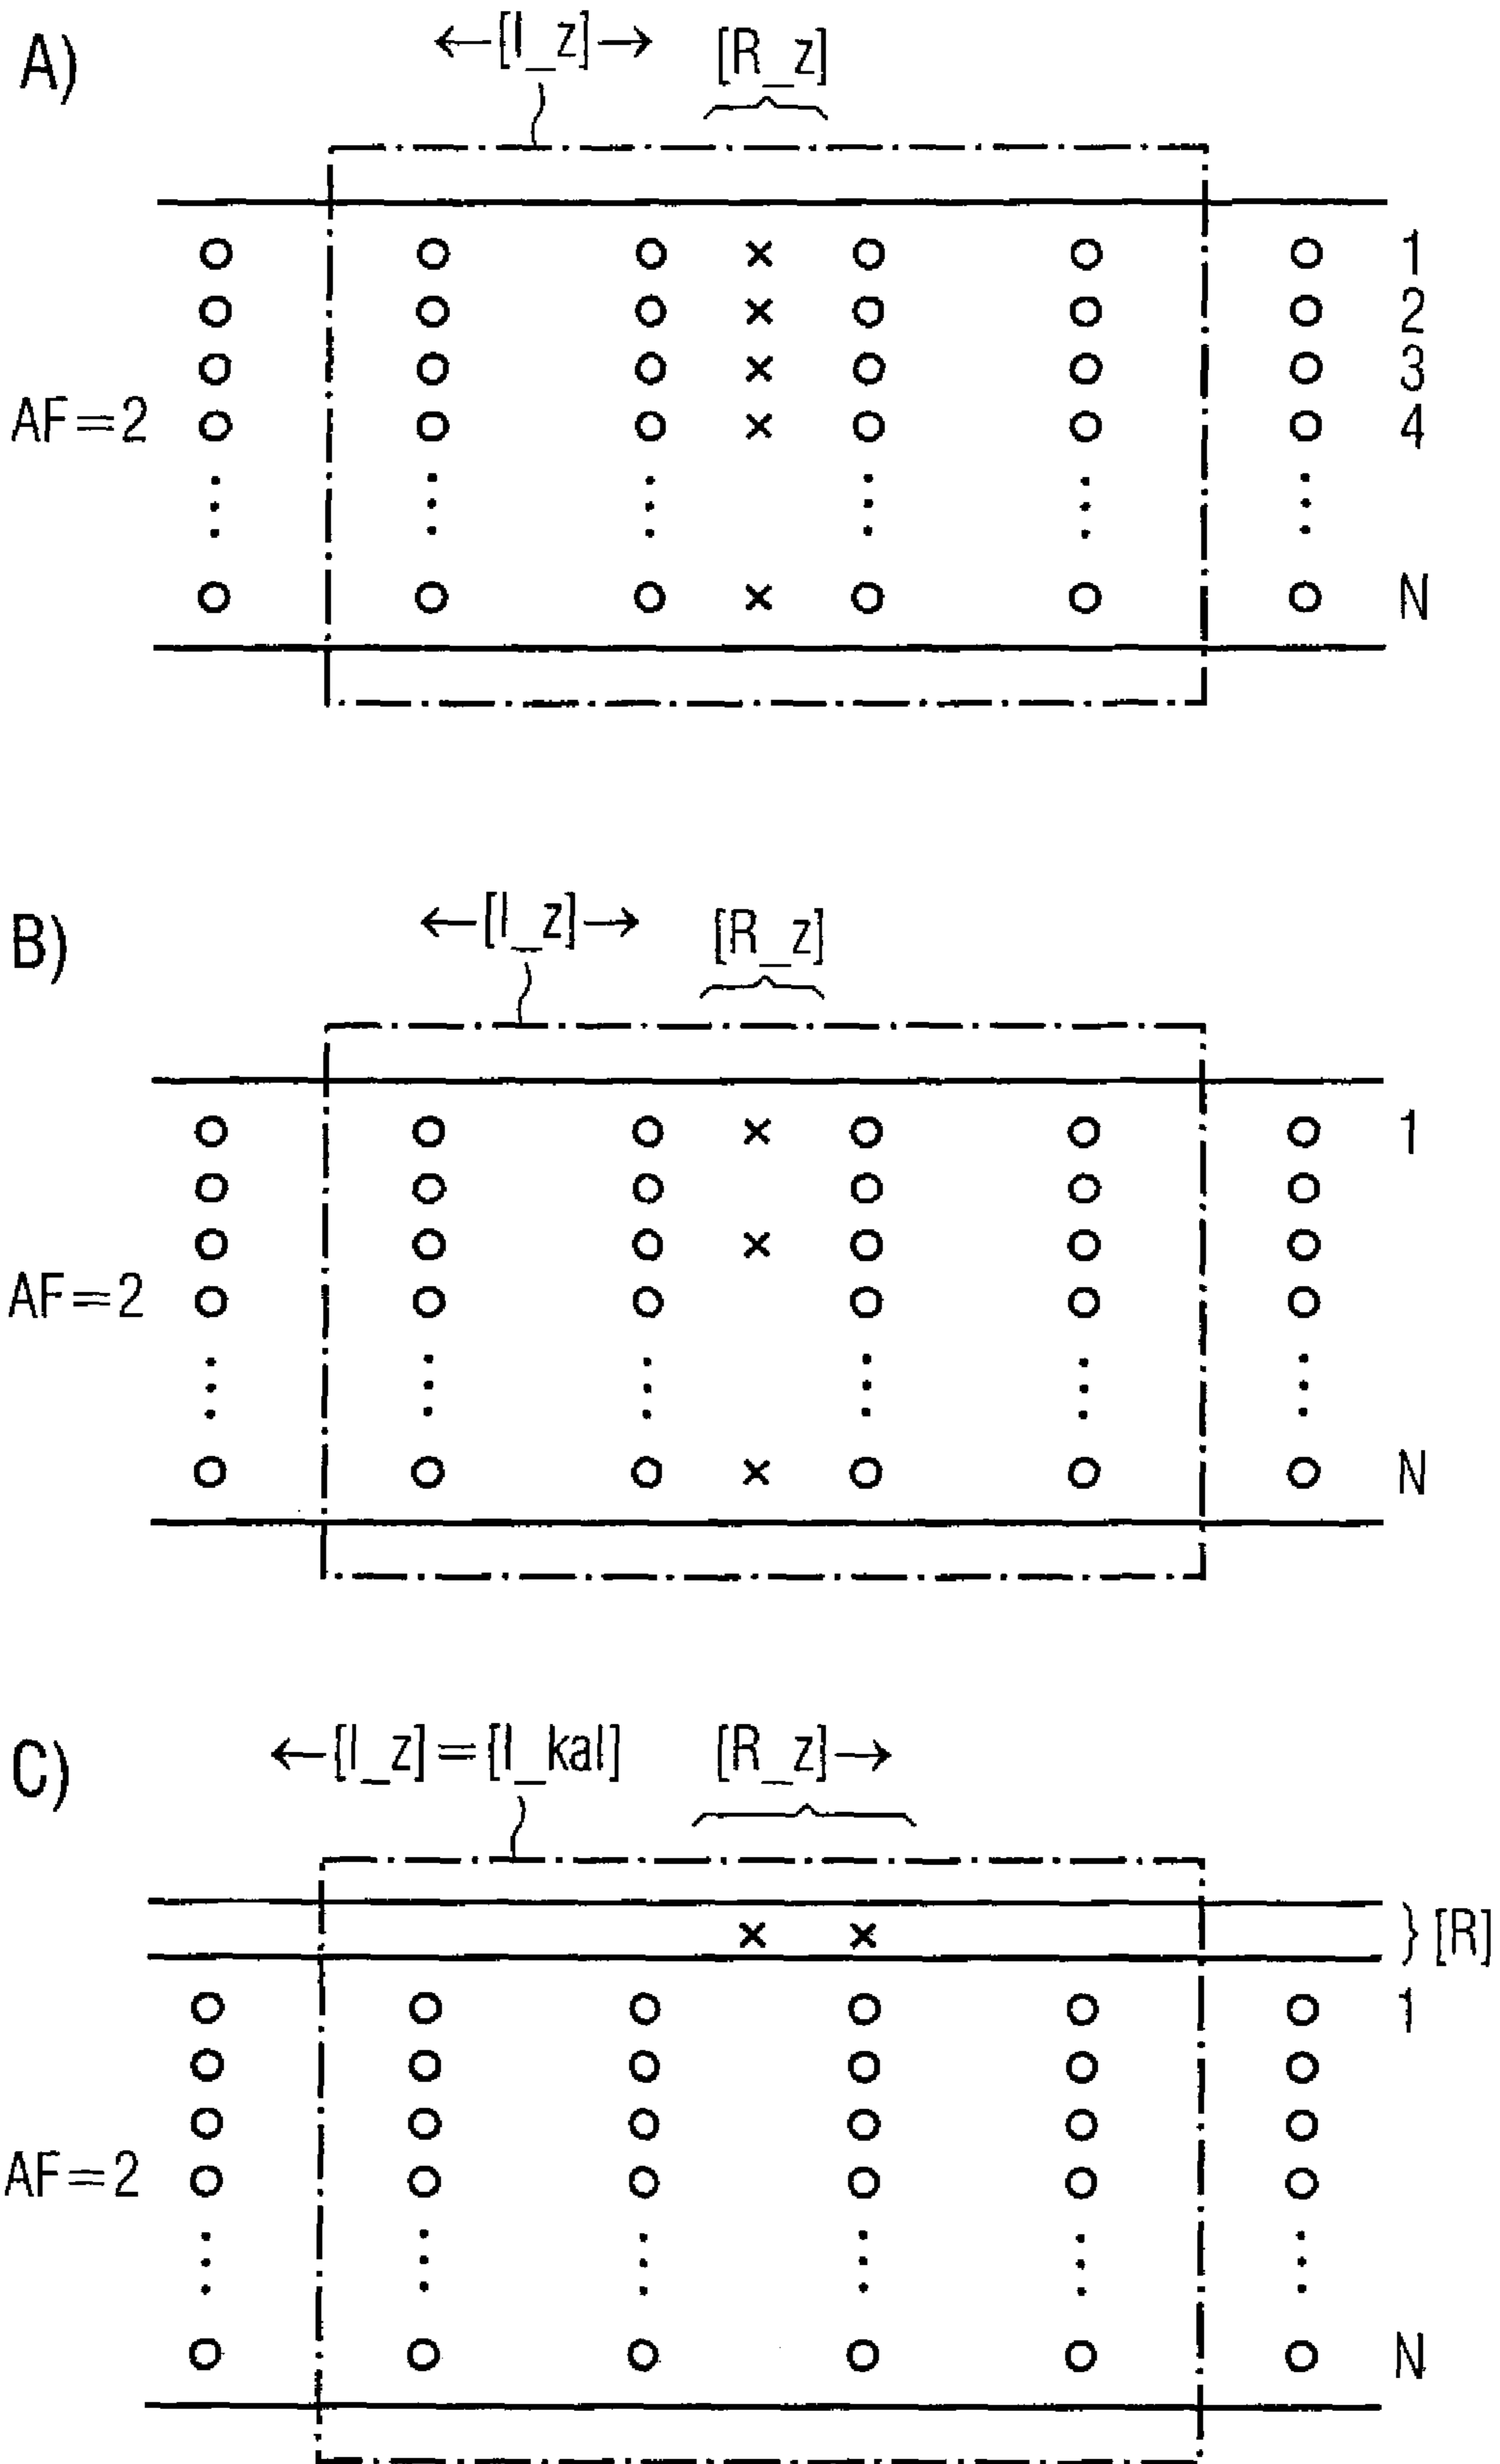 A) ←[I_z]→ [R_z]
1
2
3
AF=2 4
N
B) ←[I_z]→ [R_z]
1
AF=2
N
C) ←[I_z]=[I_kal] [R_z]→
}[R]
1
AF=2
N